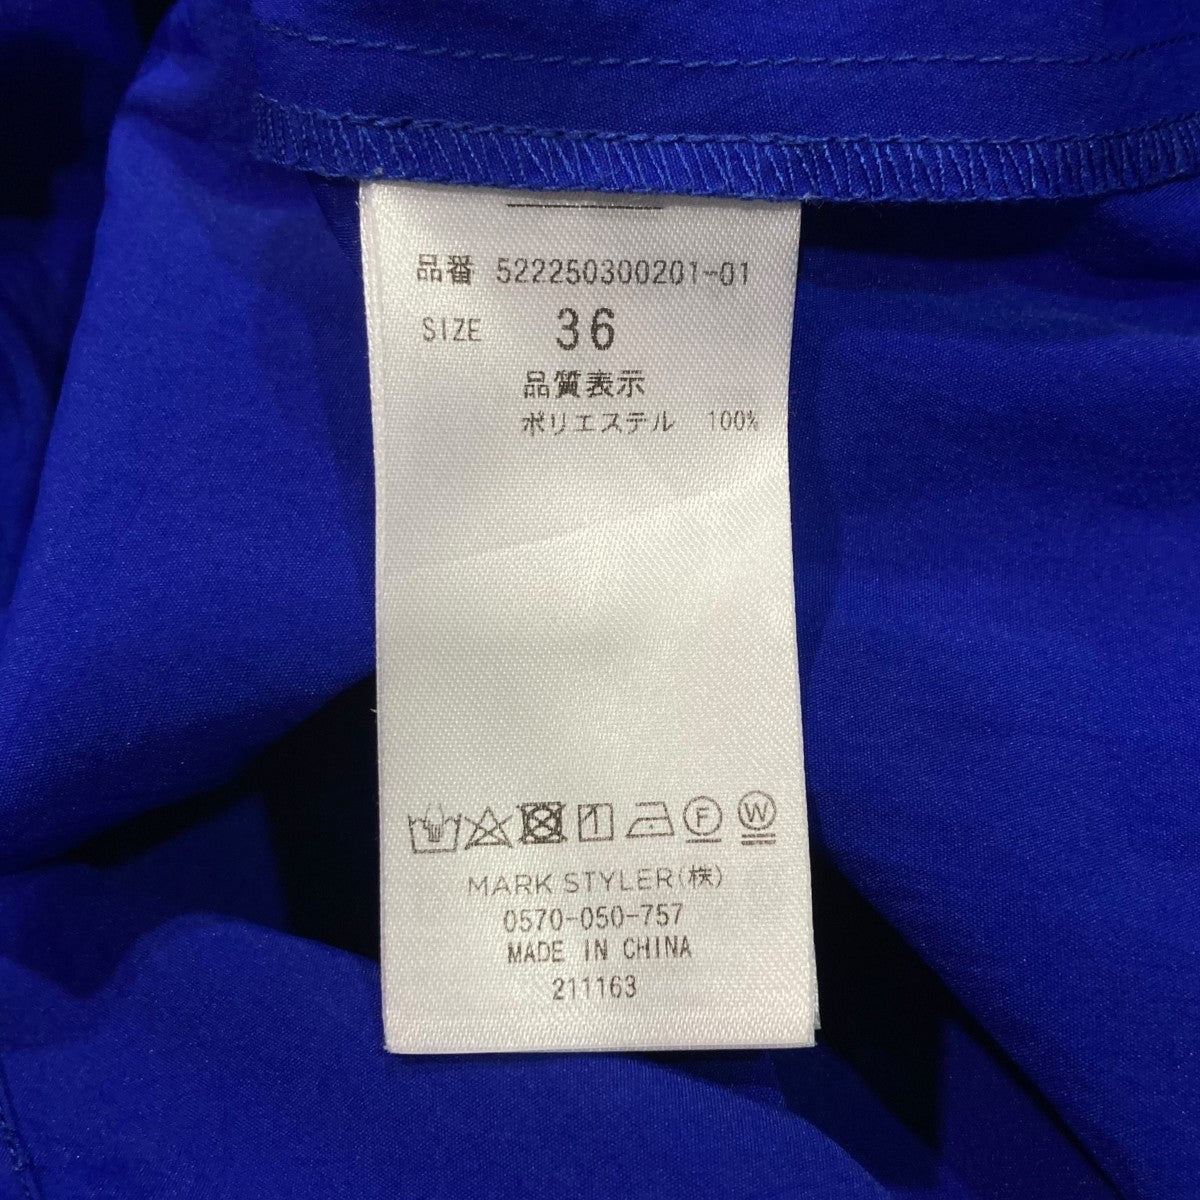 品番 522250300201-01
SIZE 36
品質表示
ポリエステル 100%
F W
MARK STYLER(株)
0570-050-757
MADE IN CHINA
211163